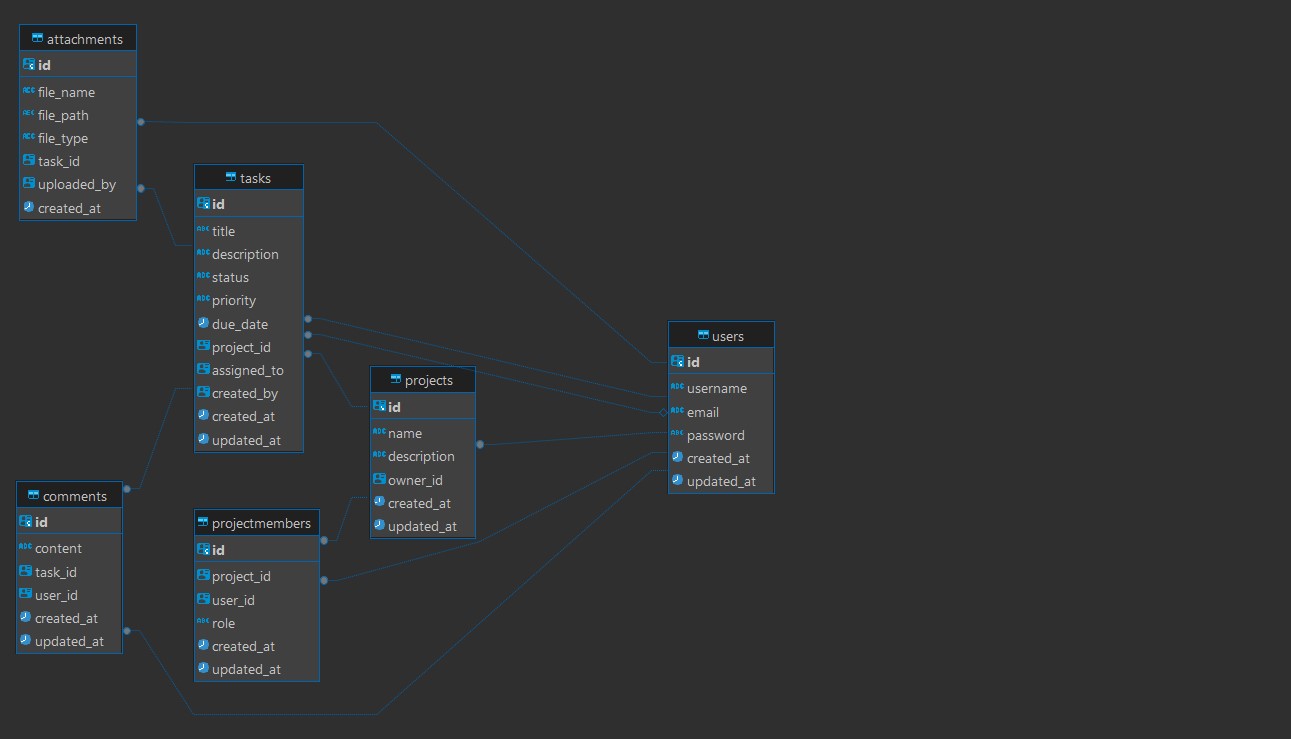 attachments
id
file_name
file_path
file_type
task_id
uploaded_by
created_at
tasks
id
title
description
status
priority
due_date
project_id
assigned_to
created_by
created_at
updated_at
users
id
username
email
password
created_at
updated_at
projects
id
name
description
owner_id
created_at
updated_at
comments
id
content
task_id
user_id
created_at
updated_at
projectmembers
id
project_id
user_id
role
created_at
updated_at